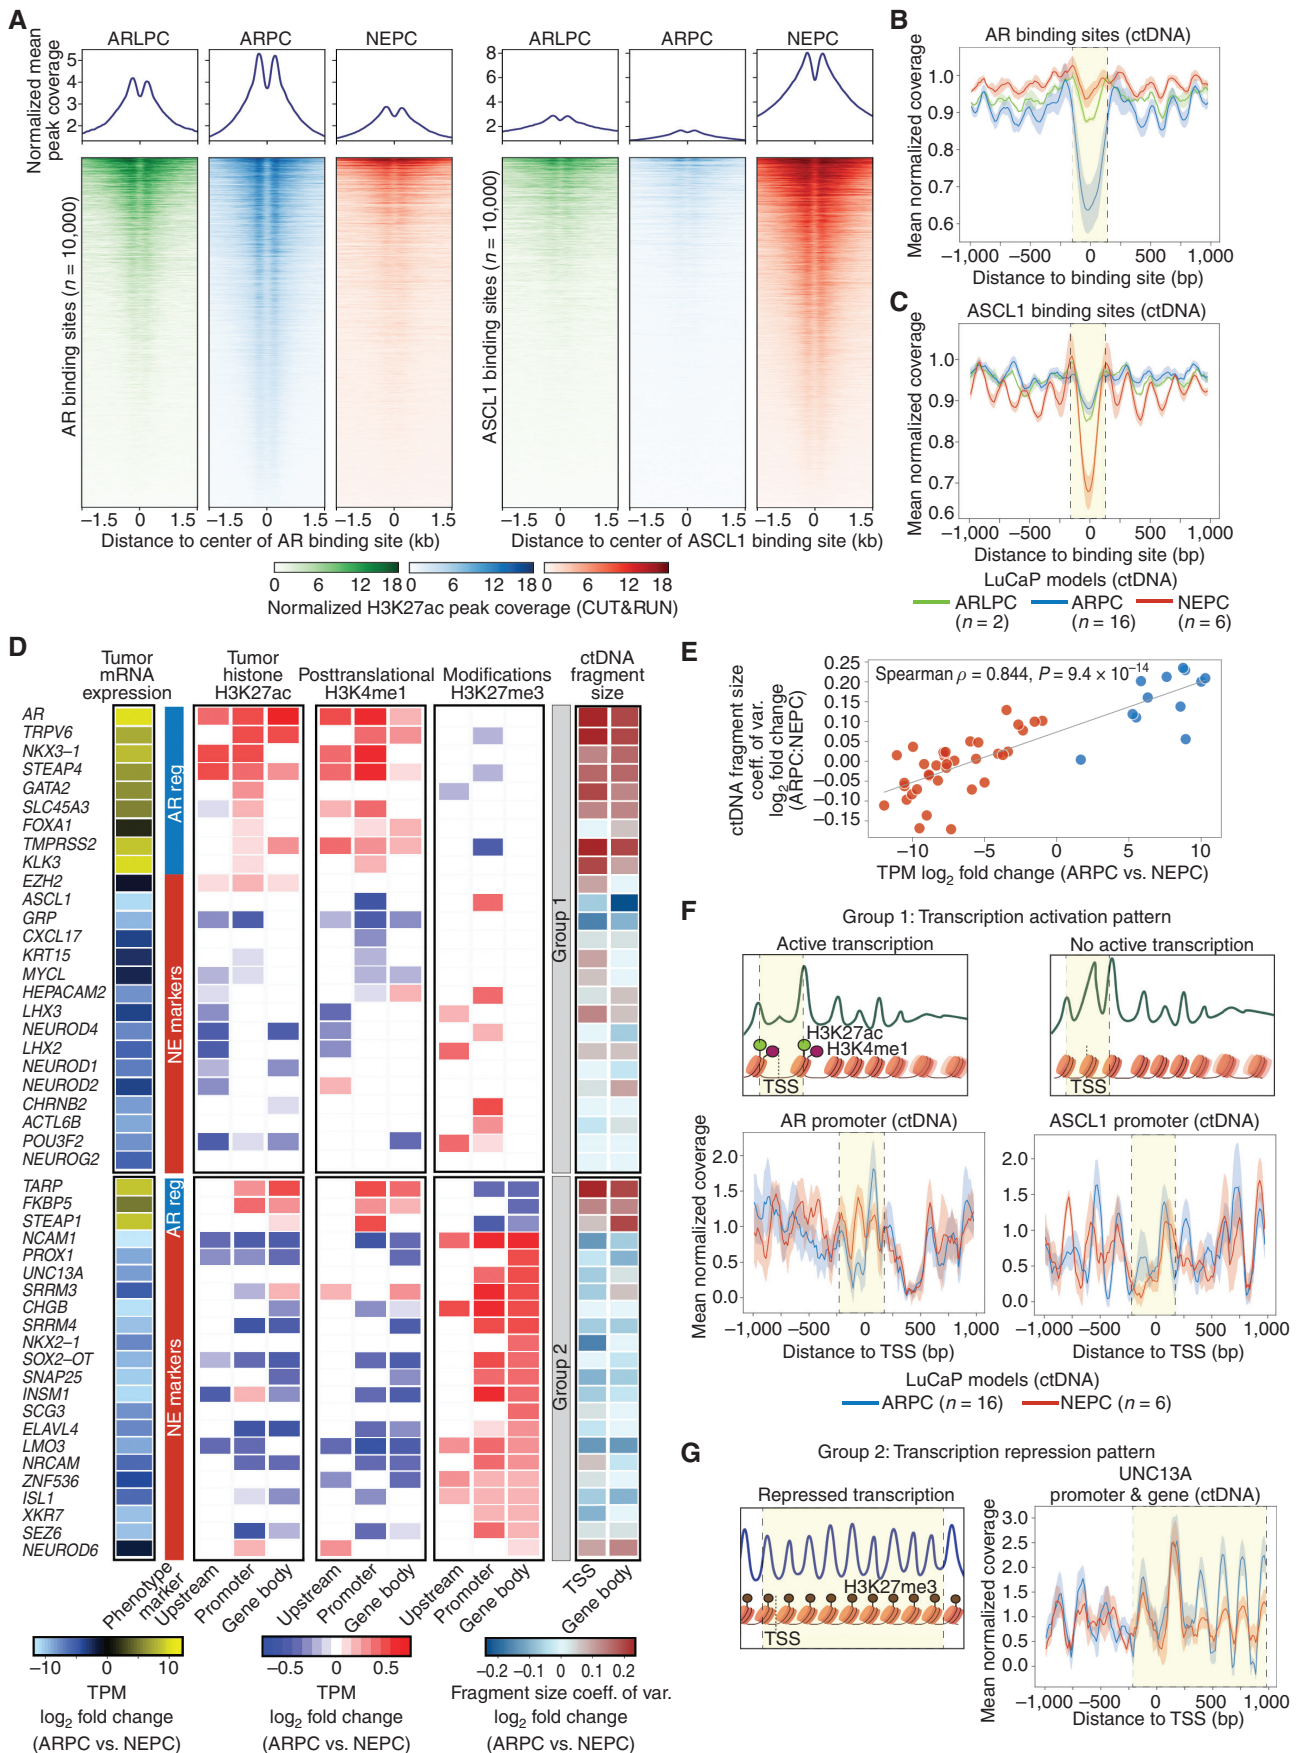 A
ARLPC
ARPC
NEPC
ARLPC
ARPC
NEPC
Normalized mean
peak coverage
5
4
3
2
8
6
4
2
AR binding sites (n = 10,000)
ASCL1 binding sites (n = 10,000)
−1.5 0 1.5 −1.5 0 1.5 −1.5 0 1.5
−1.5 0 1.5 −1.5 0 1.5 −1.5 0 1.5
Distance to center of AR binding site (kb)
Distance to center of ASCL1 binding site (kb)
0 6 12 18 0 6 12 18 0 6 12 18
Normalized H3K27ac peak coverage (CUT&RUN)
B
AR binding sites (ctDNA)
Mean normalized coverage
1.0
0.9
0.8
0.7
0.6
−1,000 −500 0 500 1,000
Distance to binding site (bp)
C
ASCL1 binding sites (ctDNA)
Mean normalized coverage
1.0
0.9
0.8
0.7
0.6
−1,000 −500 0 500 1,000
Distance to binding site (bp)
LuCaP models (ctDNA)
ARLPC ARPC NEPC
(n = 2) (n = 16) (n = 6)
D
Tumor
mRNA
expression
Tumor
histone
H3K27ac
Posttranslational
H3K4me1
Modifications
H3K27me3
ctDNA
fragment
size
AR
TRPV6
NKX3–1
STEAP4
GATA2
SLC45A3
FOXA1
TMPRSS2
KLK3
EZH2
ASCL1
GRP
CXCL17
KRT15
MYCL
HEPACAM2
LHX3
NEUROD4
LHX2
NEUROD1
NEUROD2
CHRNB2
ACTL6B
POU3F2
NEUROG2
AR reg
NE markers
Group 1
TARP
FKBP5
STEAP1
NCAM1
PROX1
UNC13A
SRRM3
CHGB
SRRM4
NKX2–1
SOX2–OT
SNAP25
INSM1
SCG3
ELAVL4
LMO3
NRCAM
ZNF536
ISL1
XKR7
SEZ6
NEUROD6
AR reg
NE markers
Group 2
Phenotype
marker
Upstream
Promoter
Gene body
Upstream
Promoter
Gene body
Upstream
Promoter
Gene body
TSS
Gene body
−10 0 10
TPM
log2 fold change
(ARPC vs. NEPC)
−0.5 0 0.5
TPM
log2 fold change
(ARPC vs. NEPC)
−0.2 −0.1 0 0.1 0.2
Fragment size coeff. of var.
log2 fold change
(ARPC vs. NEPC)
E
Spearman ρ = 0.844, P = 9.4 × 10−14
ctDNA fragment size
coeff. of var.
log2 fold change
(ARPC:NEPC)
0.25
0.20
0.15
0.10
0.05
0.00
−0.05
−0.10
−0.15
−10 −5 0 5 10
TPM log2 fold change (ARPC vs. NEPC)
F
Group 1: Transcription activation pattern
Active transcription
No active transcription
H3K27ac
H3K4me1
TSS
TSS
AR promoter (ctDNA)
ASCL1 promoter (ctDNA)
Mean normalized coverage
2.0
1.5
1.0
0.5
0.0
2.0
1.5
1.0
0.5
0.0
−1,000 −500 0 500 1,000
−1,000 −500 0 500 1,000
Distance to TSS (bp)
Distance to TSS (bp)
LuCaP models (ctDNA)
ARPC (n = 16) NEPC (n = 6)
G
Group 2: Transcription repression pattern
Repressed transcription
H3K27me3
TSS
UNC13A
promoter & gene (ctDNA)
Mean normalized coverage
3.0
2.5
2.0
1.5
1.0
0.5
0.0
−1,000 −500 0 500 1,000
Distance to TSS (bp)